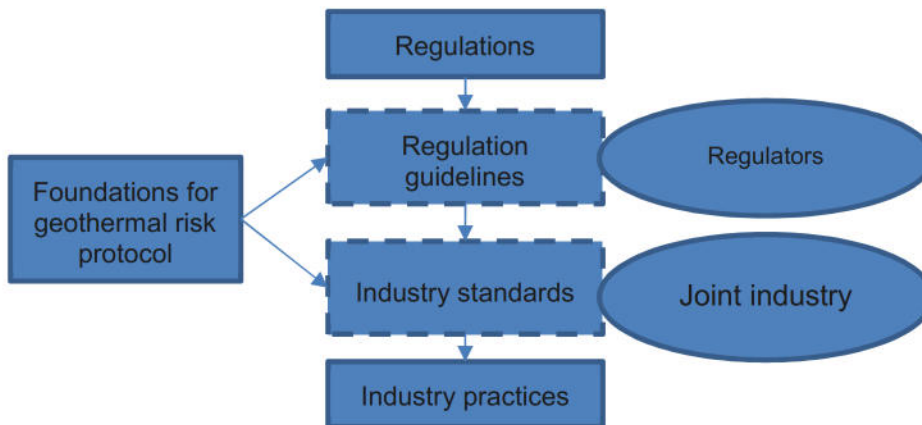 Regulations
Regulation
guidelines
Regulators
Foundations for
geothermal risk
protocol
Industry standards
Joint industry
Industry practices